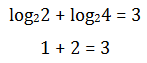 log₂2 + log₂4 = 3
1 + 2 = 3